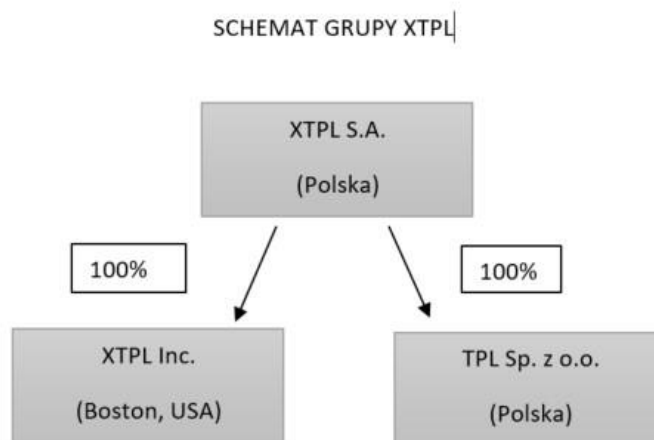 SCHEMAT GRUPY XTPL
XTPL S.A.
(Polska)
100%
100%
XTPL Inc.
(Boston, USA)
TPL Sp. z o.o.
(Polska)